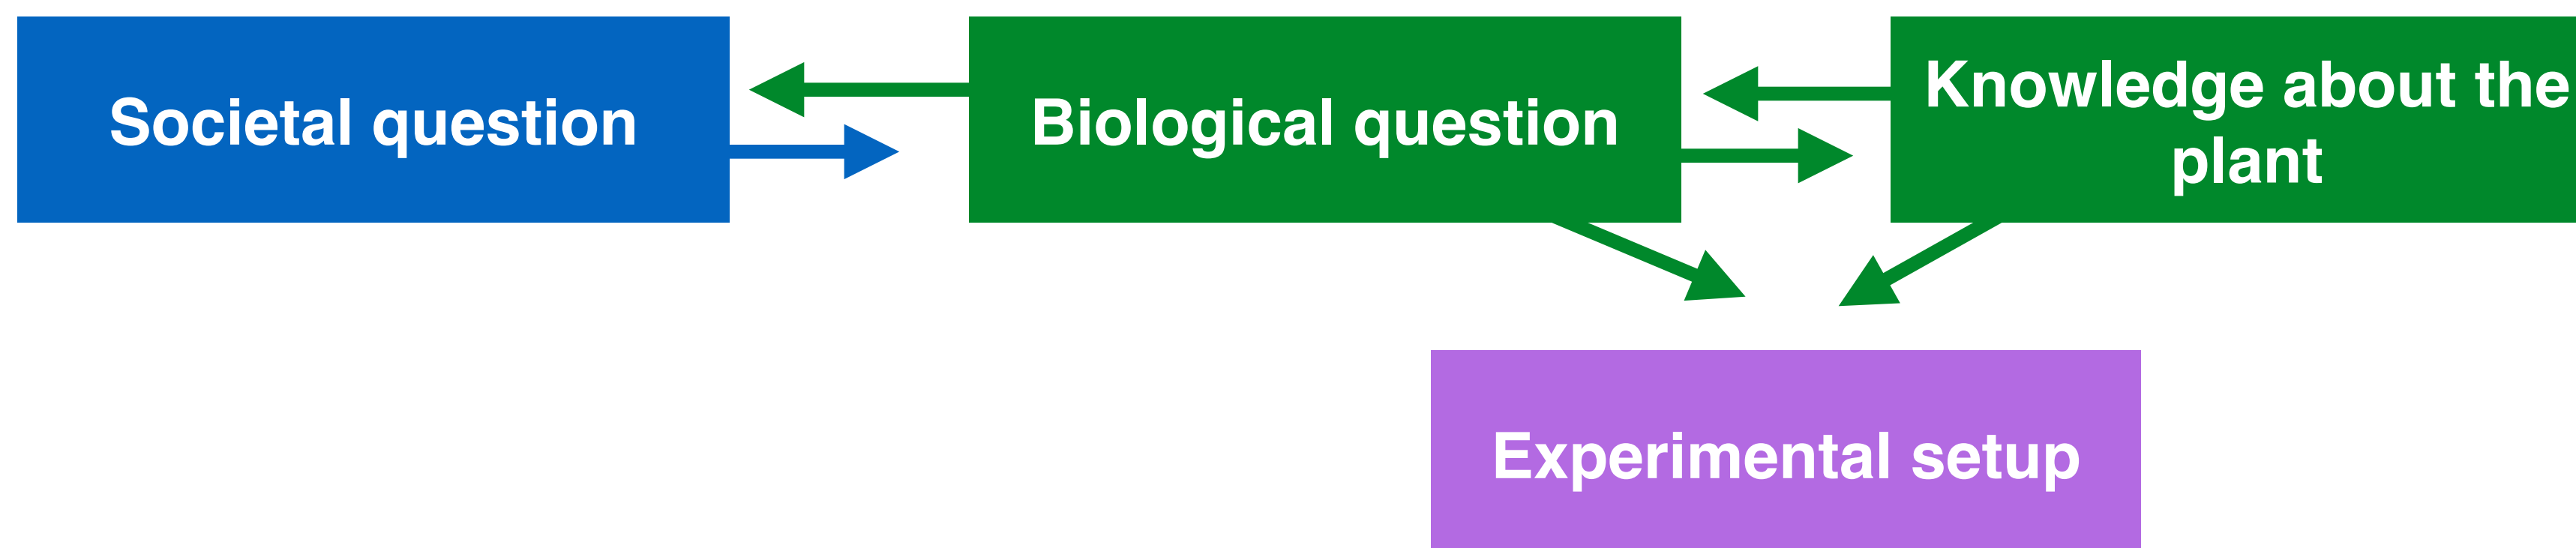 Societal question
Biological question
Knowledge about the
plant
Experimental setup